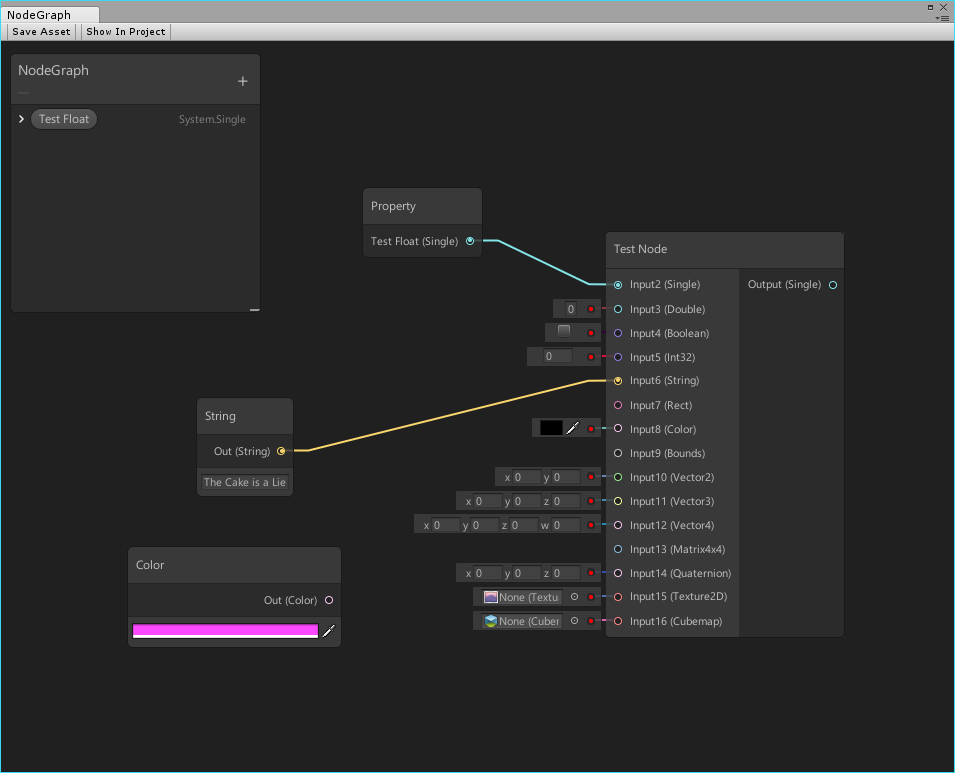 NodeGraph
Save Asset Show In Project
NodeGraph
+
Test Float System.Single
Property
Test Float (Single)
Test Node
Input2 (Single) Output (Single)
0 Input3 (Double)
Input4 (Boolean)
0 Input5 (Int32)
Input6 (String)
Input7 (Rect)
Input8 (Color)
Input9 (Bounds)
x 0 y 0 Input10 (Vector2)
x 0 y 0 z 0 Input11 (Vector3)
x 0 y 0 z 0 w 0 Input12 (Vector4)
Input13 (Matrix4x4)
x 0 y 0 z 0 Input14 (Quaternion)
None (Textu Input15 (Texture2D)
None (Cuber Input16 (Cubemap)
String
Out (String)
The Cake is a Lie
Color
Out (Color)